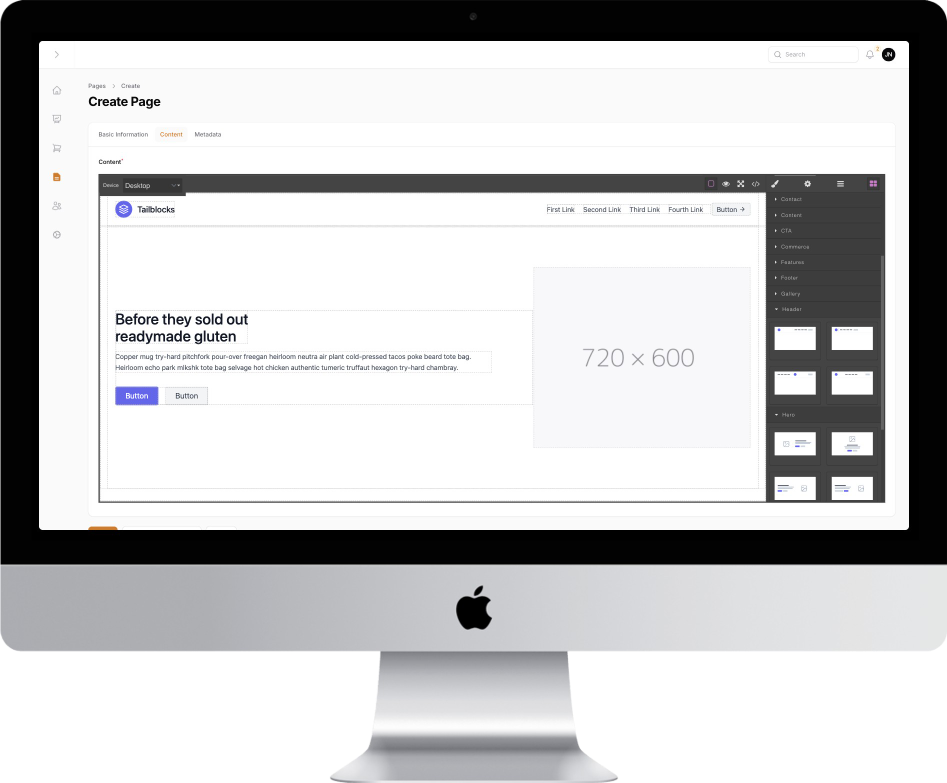 Search
2
JN
Pages
Create
Create Page
Basic Information
Content
Metadata
Content*
Device
Desktop
Tailblocks
First Link
Second Link
Third Link
Fourth Link
Button →
Before they sold out
readymade gluten
Copper mug try-hard pitchfork pour-over freegan heirloom neutra air plant cold-pressed tacos poke beard tote bag.
Heirloom echo park mlkshk tote bag selvage hot chicken authentic tumeric truffaut hexagon try-hard chambray.
Button
Button
720 × 600
Contact
Content
CTA
Commerce
Features
Footer
Gallery
Header
Hero